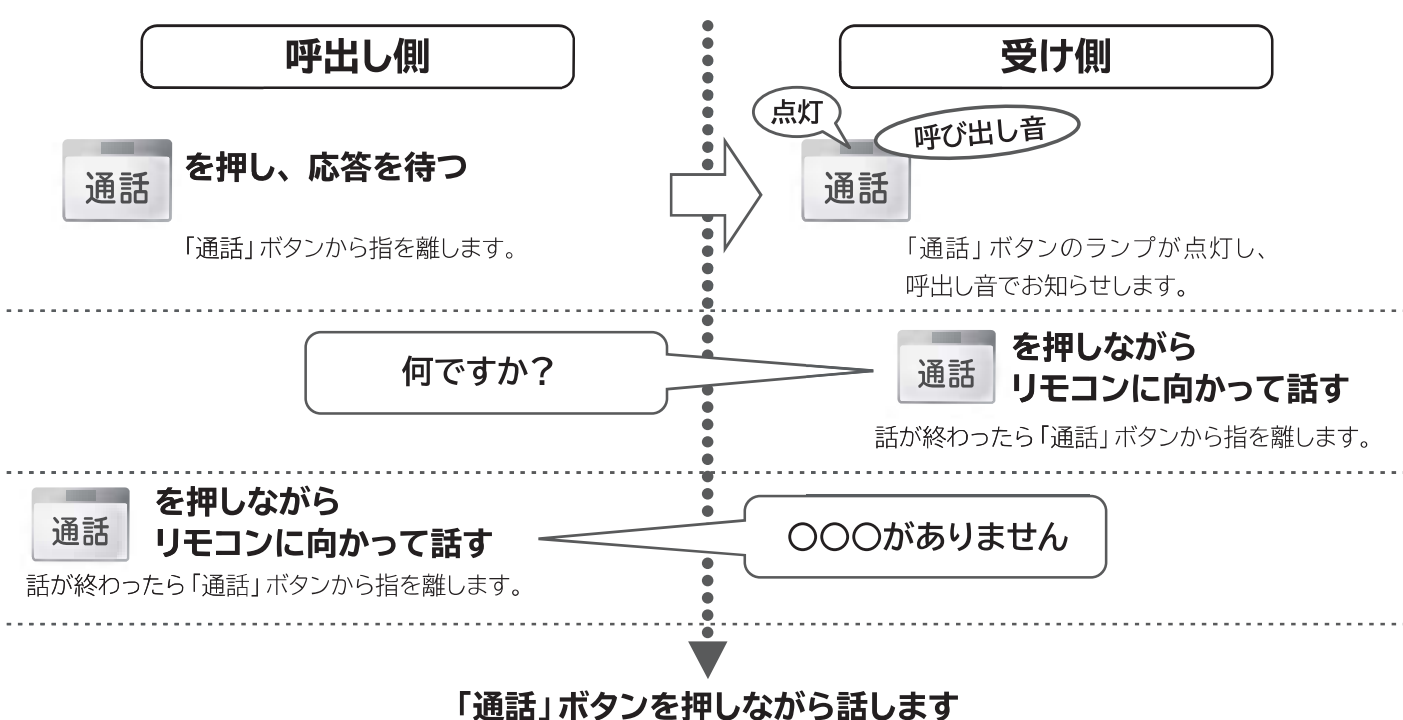 呼出し側
受け側
通話
を押し、応答を待つ
「通話」ボタンから指を離します。
点灯
呼び出し音
通話
「通話」ボタンのランプが点灯し、
呼出し音でお知らせします。
何ですか？
通話
を押しながら
リモコンに向かって話す
話が終わったら「通話」ボタンから指を離します。
通話
を押しながら
リモコンに向かって話す
話が終わったら「通話」ボタンから指を離します。
○○○がありません
「通話」ボタンを押しながら話します